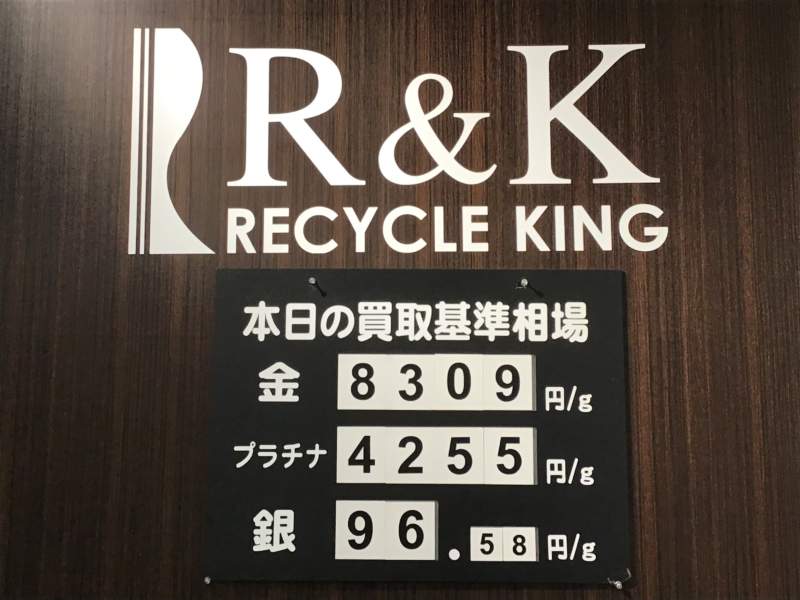 R&K
RECYCLE KING
本日の買取基準相場
金 8309 円/g
プラチナ 4255 円/g
銀 96.58 円/g